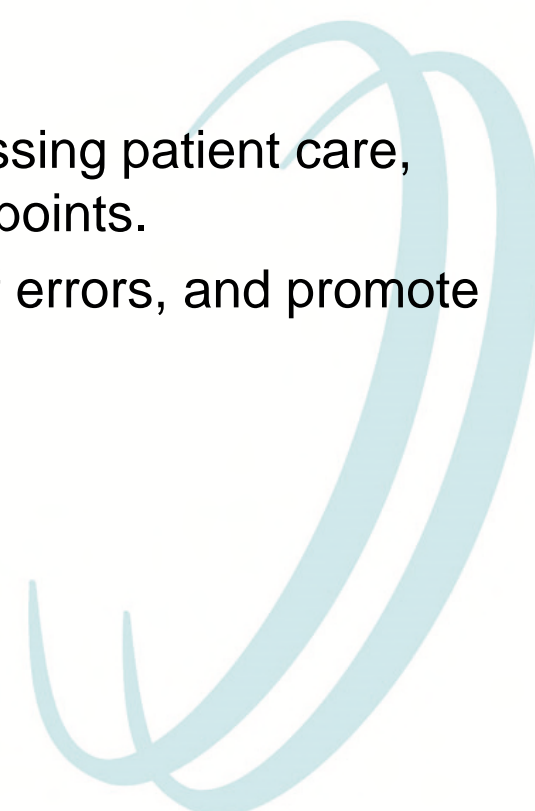 ssing patient care,
points.
errors, and promote